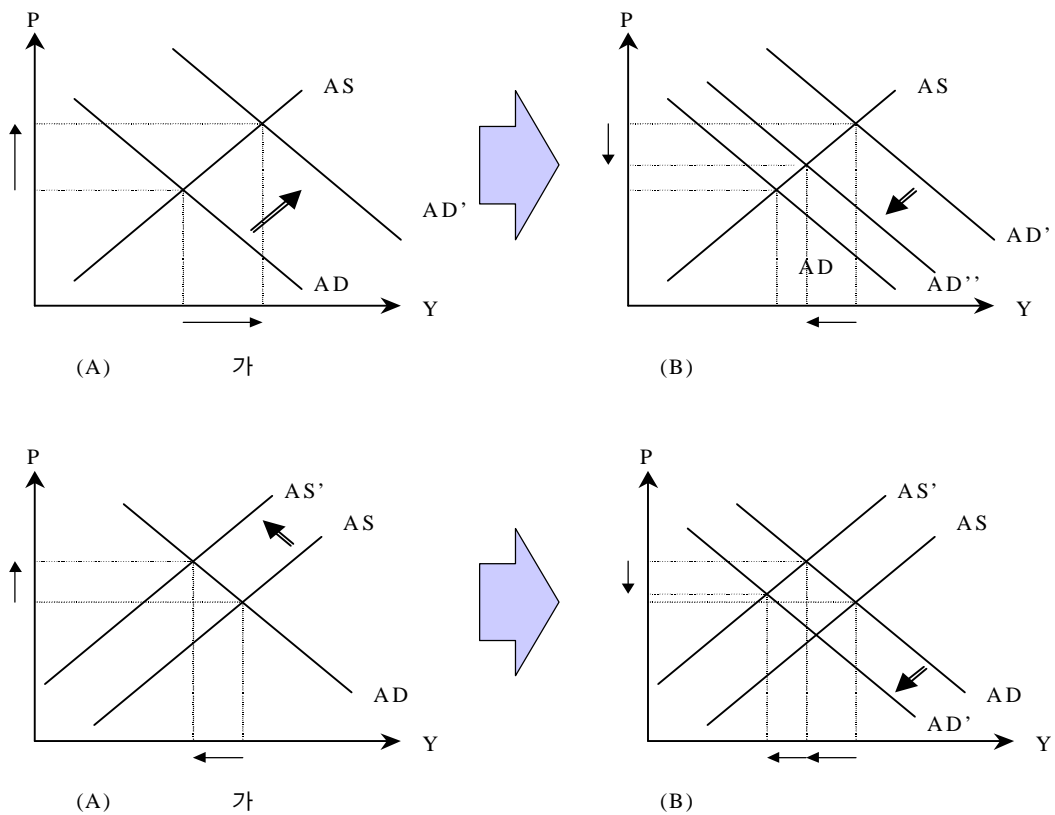 P P
AS AS
AD’ AD’
AD AD AD’’
Y Y
(A) 가 (B)
P P
AS’ AS’
AS AS
AD AD
AD’
Y Y
(A) 가 (B)